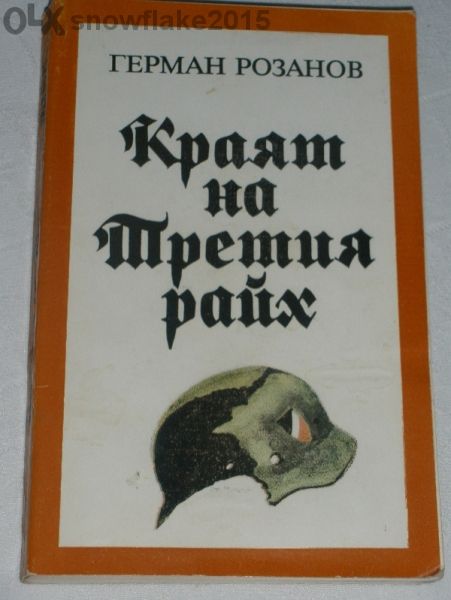 OLX snowflake2015
ГЕРМАН РОЗАНОВ
Краят
на
Третия
райх